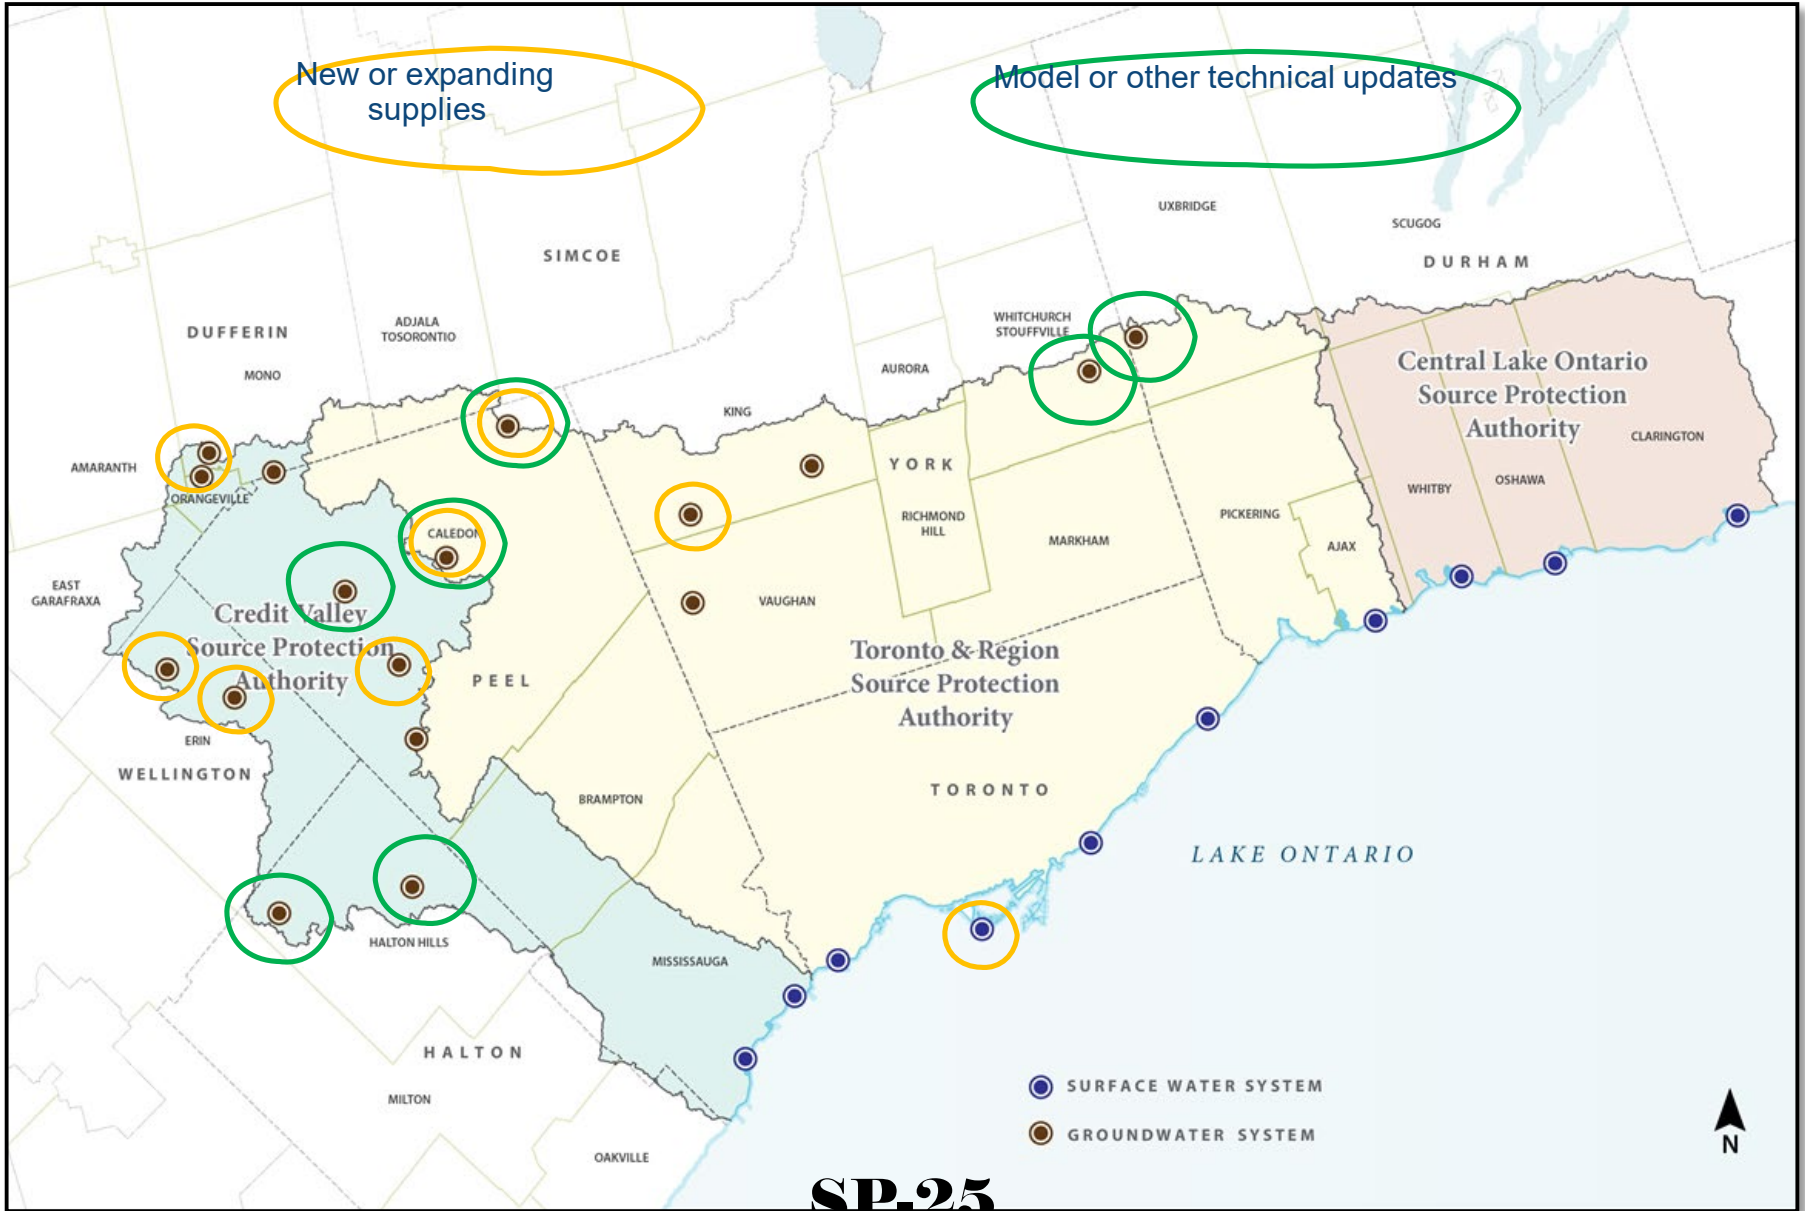 New or expanding
supplies
Model or other technical updates
UXBRIDGE
SCUGOG
DURHAM
SIMCOE
DUFFERIN
ADJALA
TOSORONTIO
WHITCHURCH
STOUFFVILLE
MONO
AURORA
KING
Central Lake Ontario
Source Protection
Authority
CLARINGTON
AMARANTH
ORANGEVILLE
YORK
WHITBY
OSHAWA
RICHMOND
HILL
PICKERING
CALEDON
MARKHAM
AJAX
EAST
GARAFRAXA
VAUGHAN
Credit Valley
Source Protection
Authority
PEEL
Toronto & Region
Source Protection
Authority
ERIN
WELLINGTON
BRAMPTON
TORONTO
LAKE ONTARIO
HALTON HILLS
MISSISSAUGA
HALTON
MILTON
OAKVILLE
SURFACE WATER SYSTEM
GROUNDWATER SYSTEM
N
SP-25